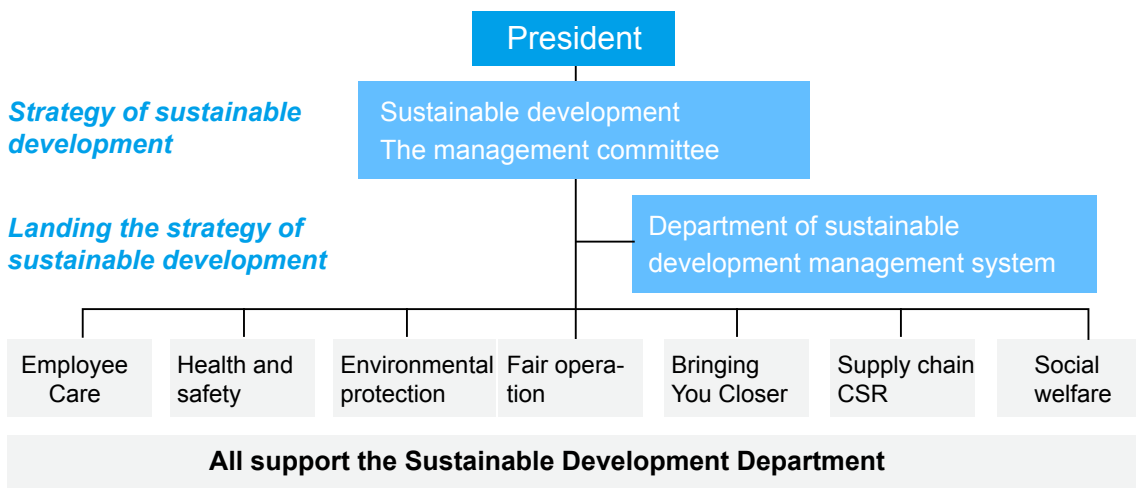 President
Strategy of sustainable
development
Sustainable development
The management committee
Landing the strategy of
sustainable development
Department of sustainable
development management system
Employee
Care
Health and
safety
Environmental
protection
Fair opera-
tion
Bringing
You Closer
Supply chain
CSR
Social
welfare
All support the Sustainable Development Department